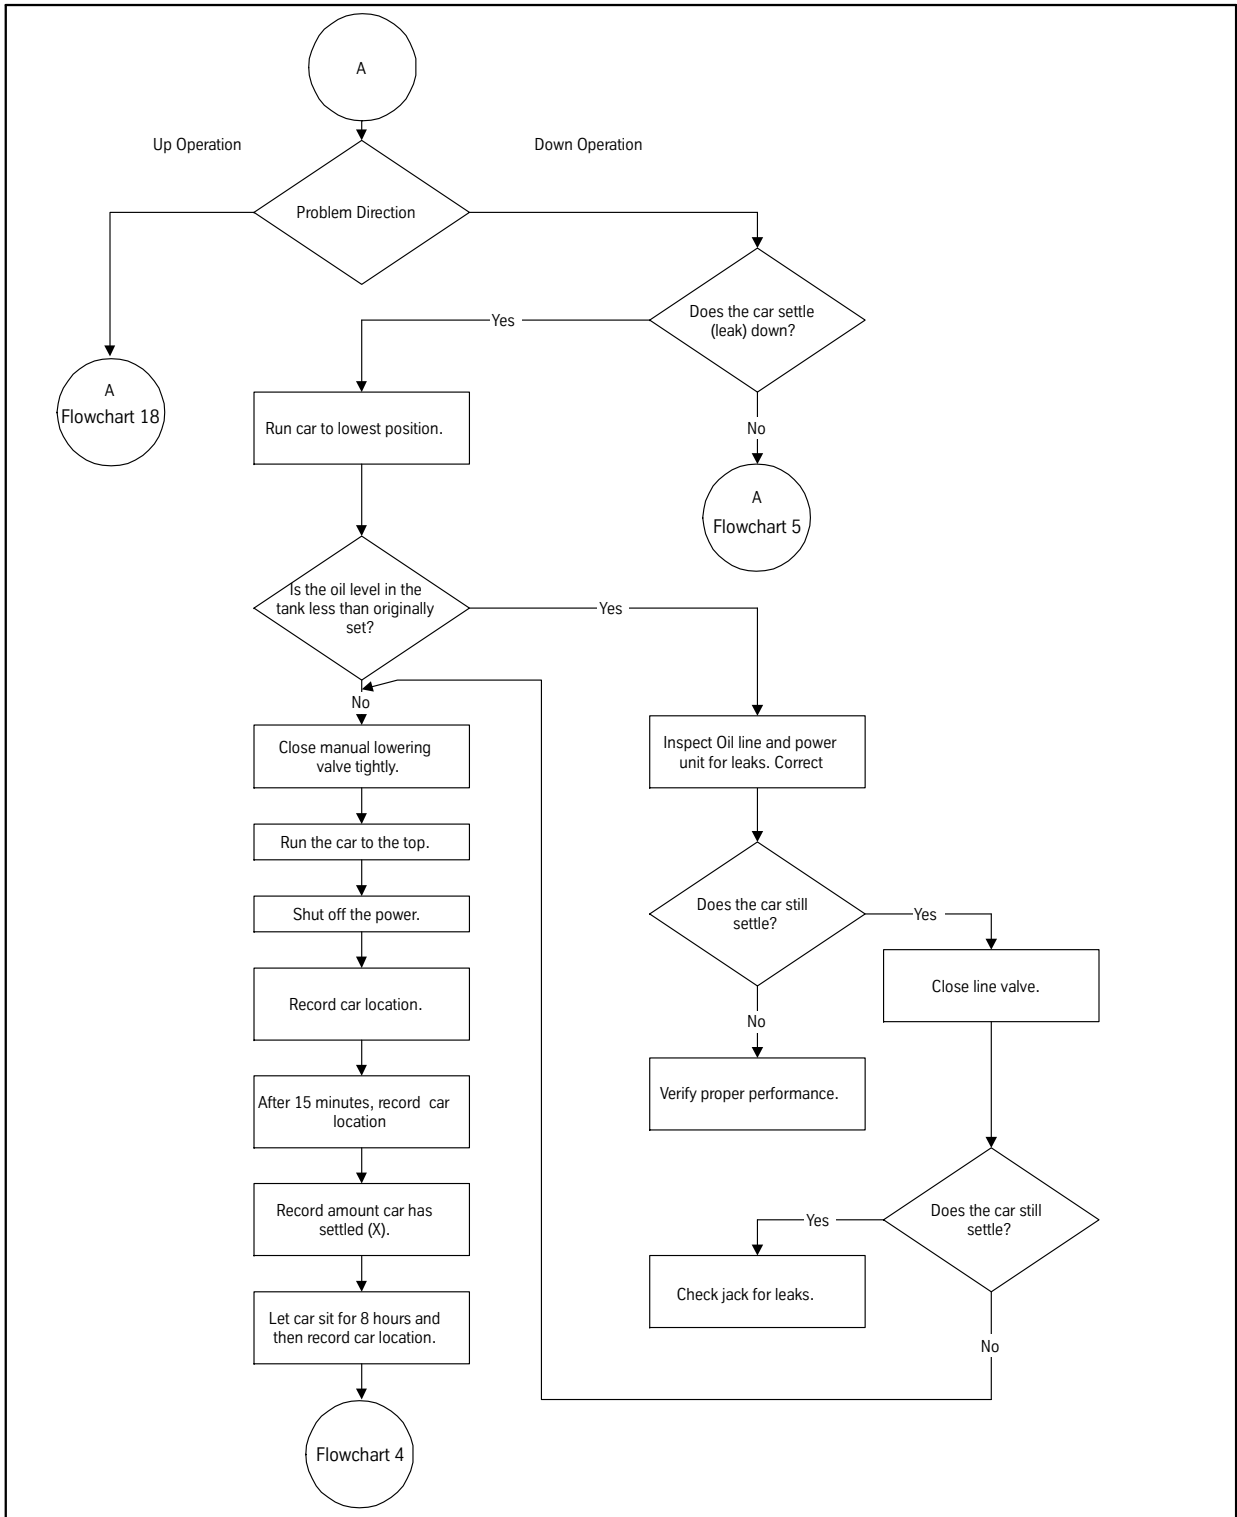 A
Up Operation
Down Operation
Problem Direction
Does the car settle
(leak) down?
Yes
A
Flowchart 18
Run car to lowest position.
No
A
Flowchart 5
Is the oil level in the
tank less than originally
set?
Yes
No
Close manual lowering
valve tightly.
Inspect Oil line and power
unit for leaks. Correct
Run the car to the top.
Shut off the power.
Does the car still
settle?
Yes
Record car location.
Close line valve.
No
After 15 minutes, record car
location
Verify proper performance.
Record amount car has
settled (X).
Does the car still
settle?
Yes
Check jack for leaks.
Let car sit for 8 hours and
then record car location.
No
Flowchart 4